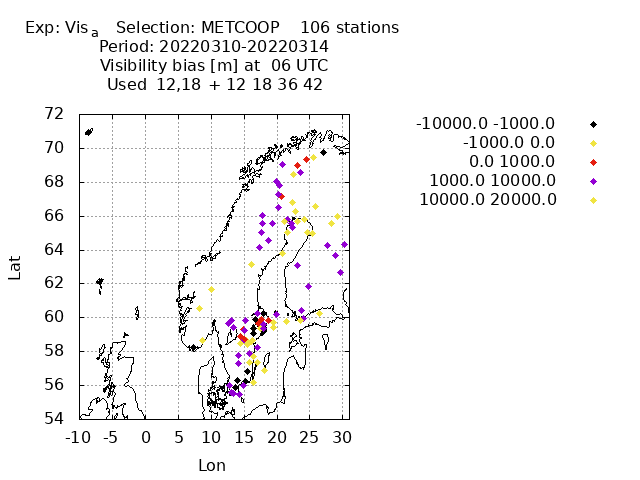 Exp: Vis a Selection: METCOOP 106 stations
Period: 20220310-20220314
Visibility bias [m] at 06 UTC
Used 12,18 + 12 18 36 42
72
70
68
66
64
62
60
58
56
54
-10 -5 0 5 10 15 20 25 30
Lat
Lon
-10000.0 -1000.0
-1000.0 0.0
0.0 1000.0
1000.0 10000.0
10000.0 20000.0